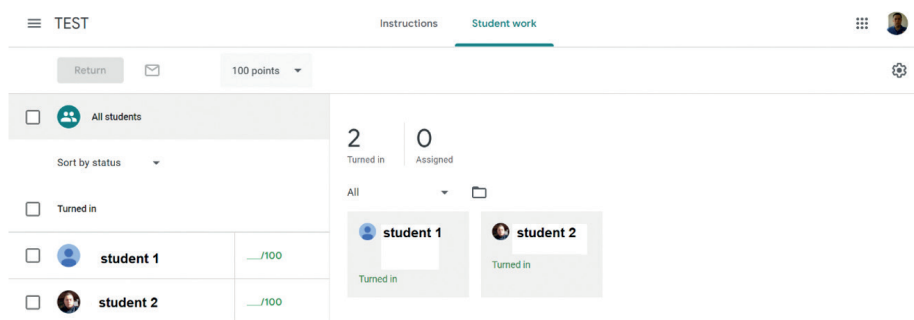 TEST
Instructions
Student work
Return
100 points
All students
Sort by status
Turned in
student 1
___/100
student 2
___/100
2
0
Turned in
Assigned
All
student 1
Turned in
student 2
Turned in